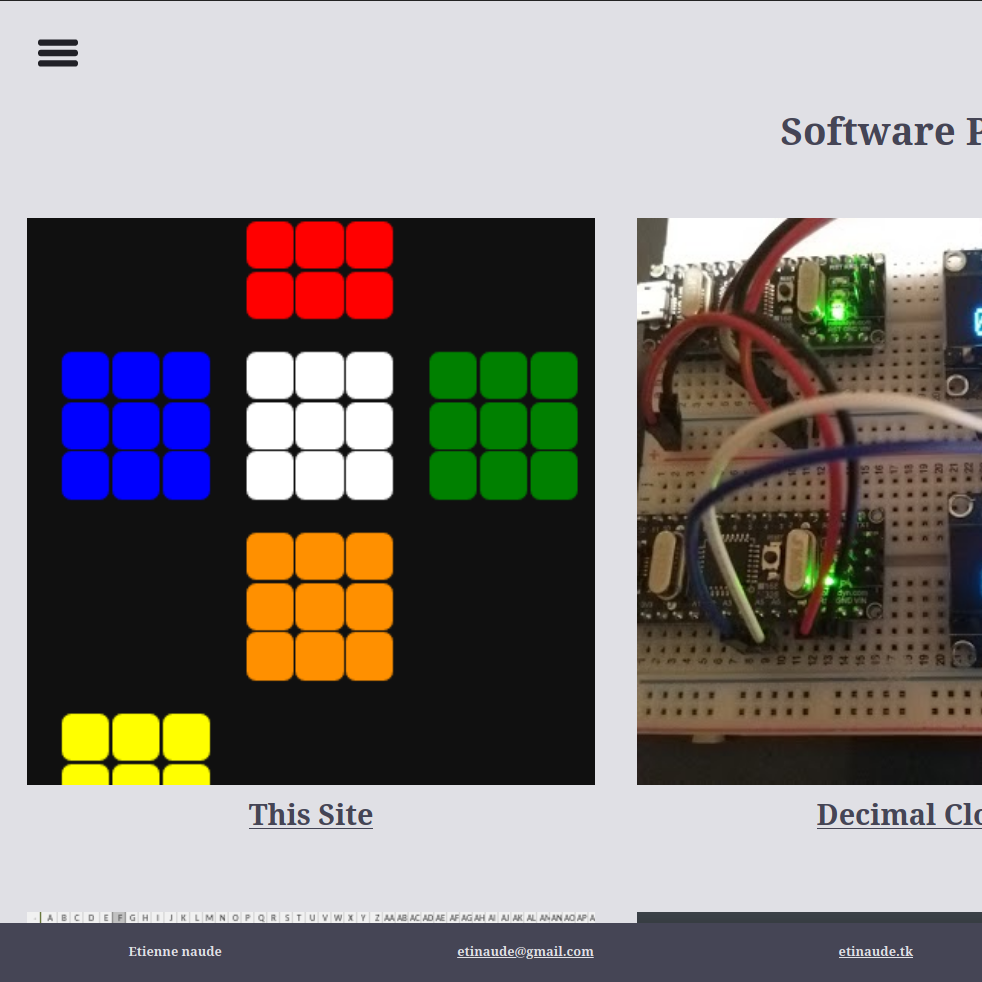 Software P
This Site
Decimal Clo
A B C D E F G H I J K L M N O P Q R S T U V W X Y Z AA AB AC AD AE AF AG AH AI AJ AK AL AN AN AO AP A
Etienne naude
etinaude@gmail.com
etinaude.tk